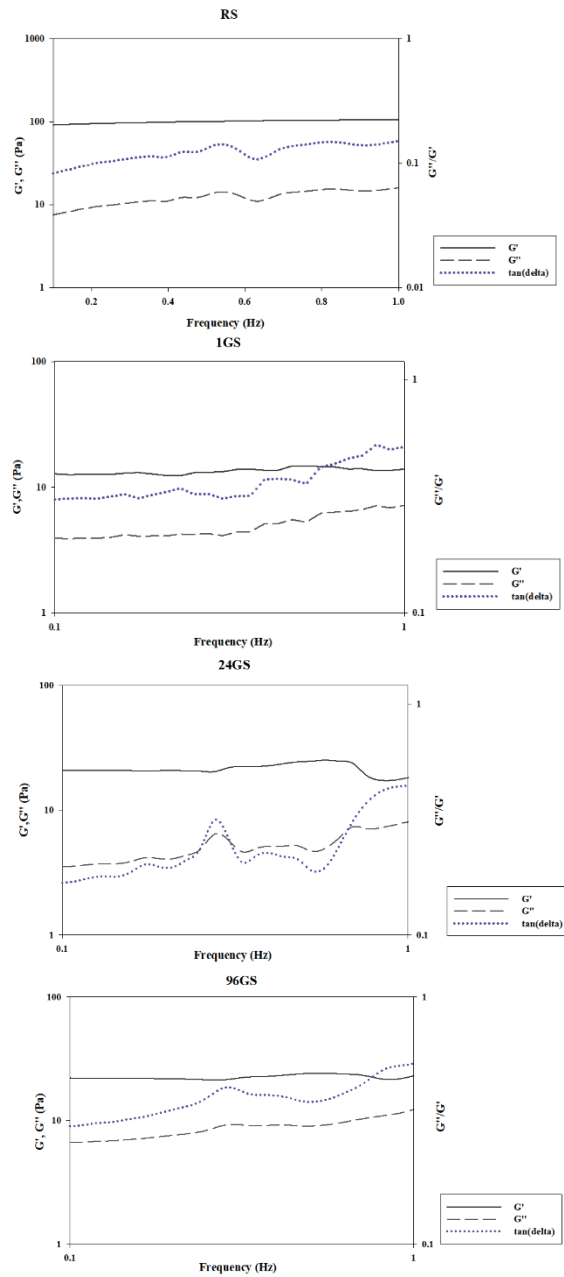 RS
1000
100
10
1
G', G'' (Pa)
1
0.1
0.01
G''/G'
0.2 0.4 0.6 0.8 1.0
Frequency (Hz)
G'
G''
tan(delta)
1GS
100
10
1
G',G'' (Pa)
1
0.1
G''/G'
0.1 1
Frequency (Hz)
G'
G''
tan(delta)
24GS
100
10
1
G',G'' (Pa)
1
0.1
G''/G'
0.1 1
Frequency (Hz)
G'
G''
tan(delta)
96GS
100
10
1
G', G'' (Pa)
1
0.1
G''/G'
0.1 1
Frequency (Hz)
G'
G''
tan(delta)